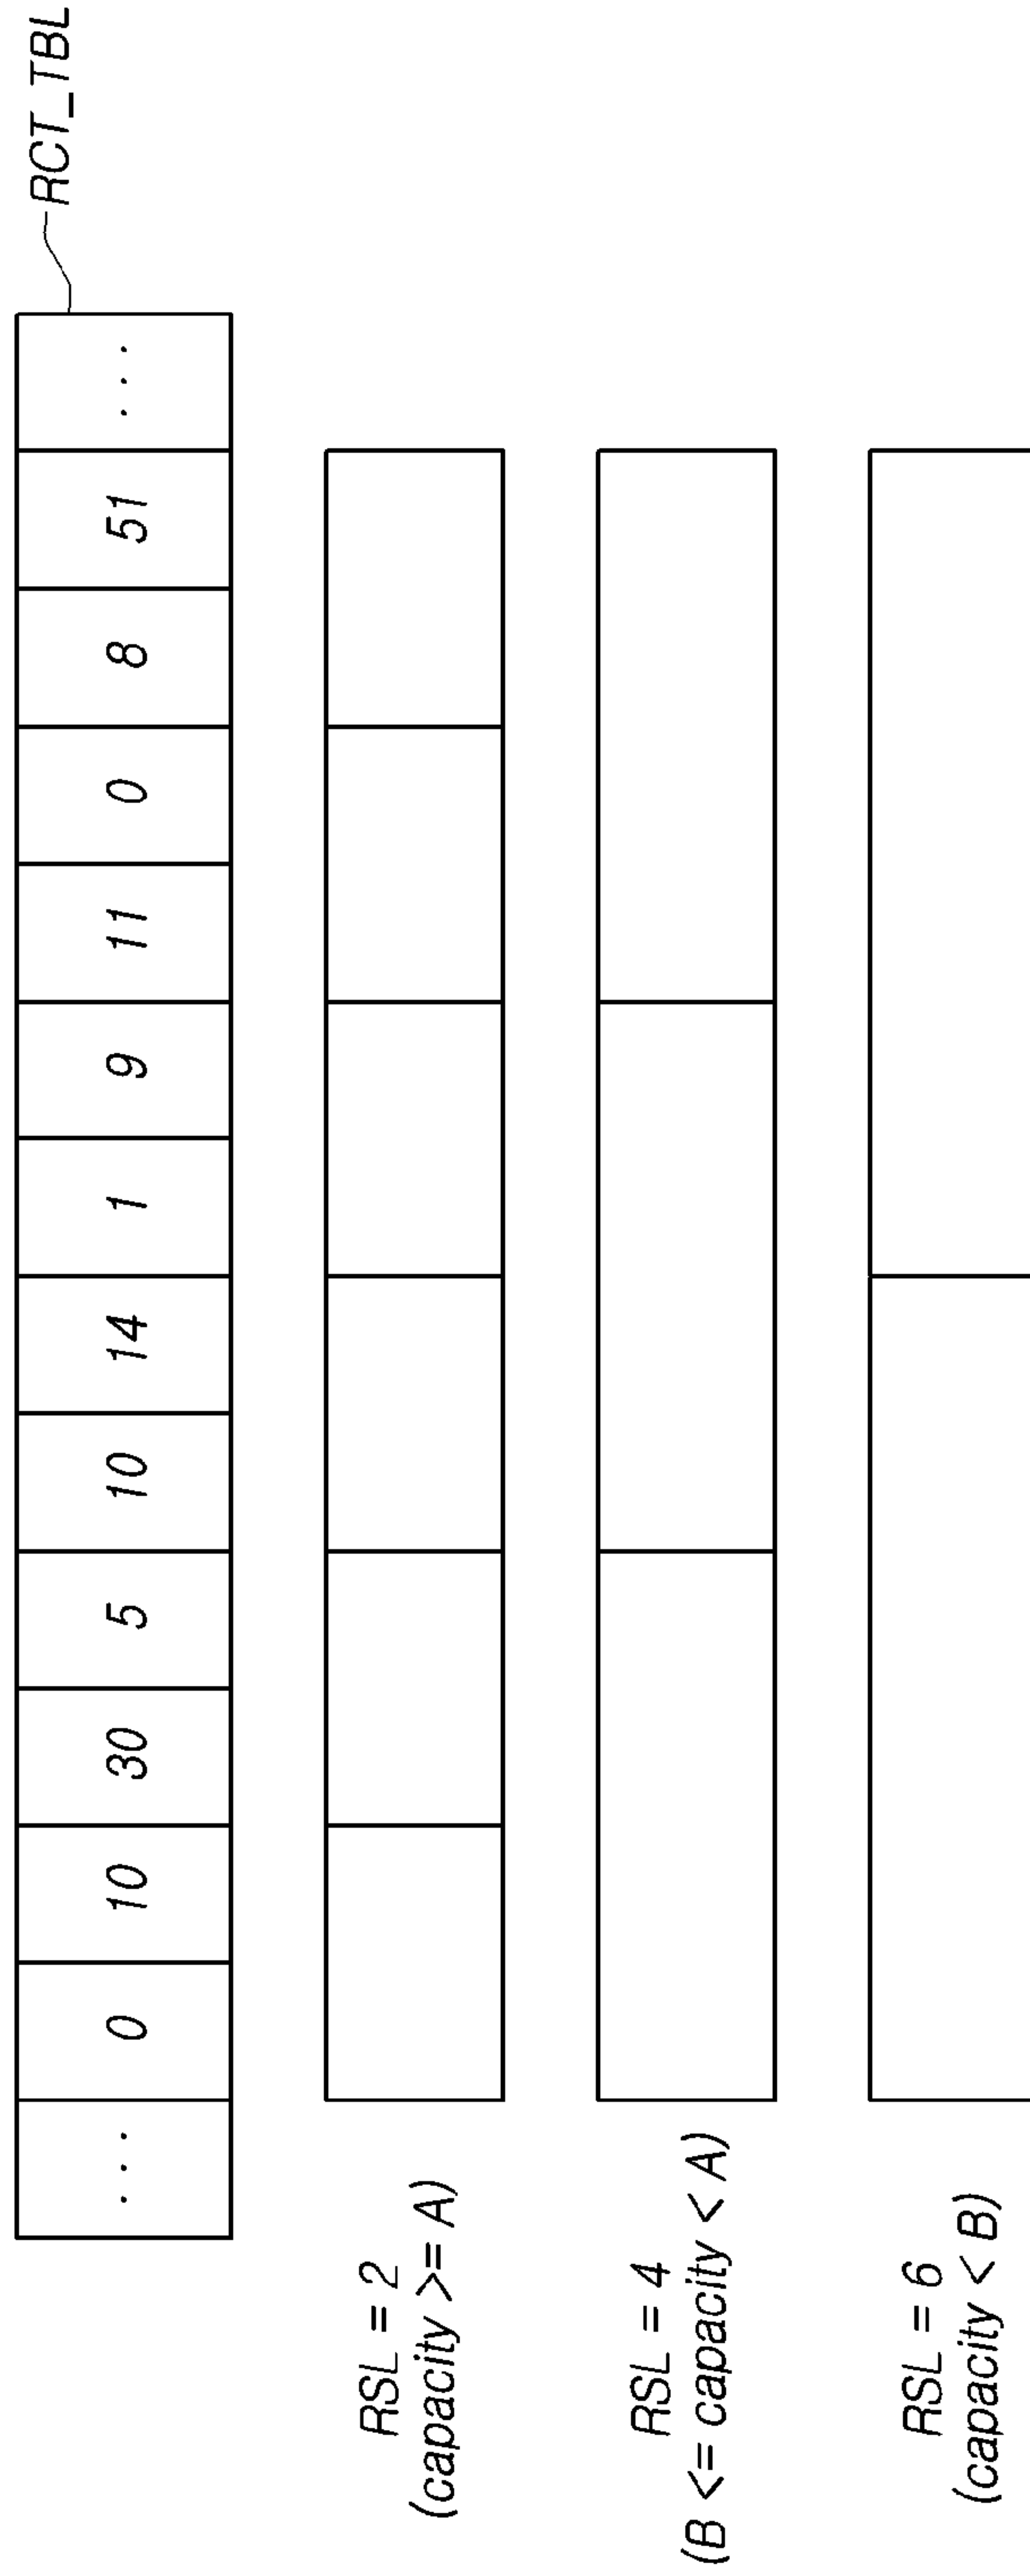 RCT_TBL
... 0 10 30 5 10 14 1 9 11 0 8 51 ...
RSL = 2
(capacity >= A)
RSL = 4
(B <= capacity < A)
RSL = 6
(capacity < B)